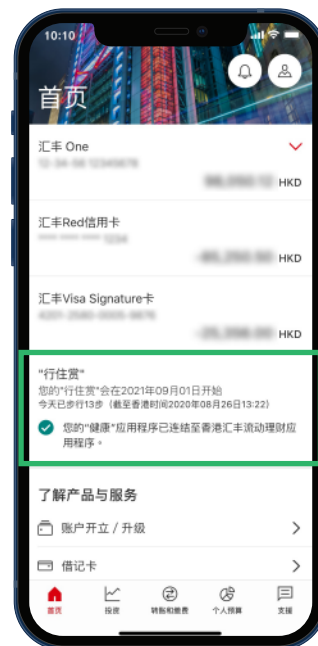 10:10
首页
汇丰 One
HKD
汇丰Red信用卡
HKD
汇丰Visa Signature卡
HKD
"行住赏"
您的"行住赏"会在2021年09月01日开始
今天已步行13步（截至香港时间2020年08月26日13:22）
您的“健康”应用程序已连结至香港汇丰流动理财应
用程序。
了解产品与服务
账户开立 / 升级
借记卡
首页 投资 转账和缴费 个人预算 支援